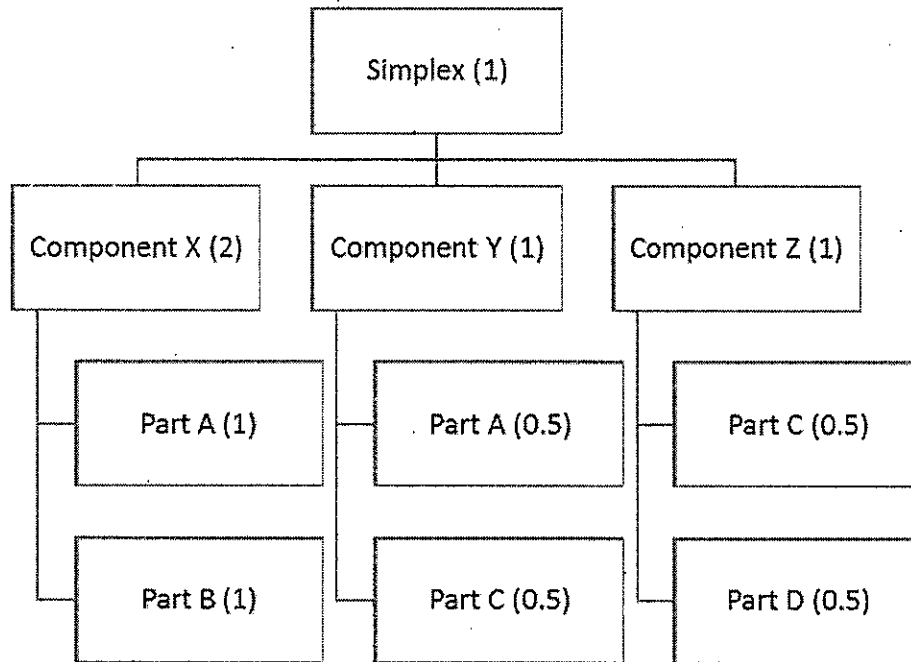 Simplex (1)
Component X (2)
Component Y (1)
Component Z (1)
Part A (1)
Part A (0.5)
Part C (0.5)
Part B (1)
Part C (0.5)
Part D (0.5)